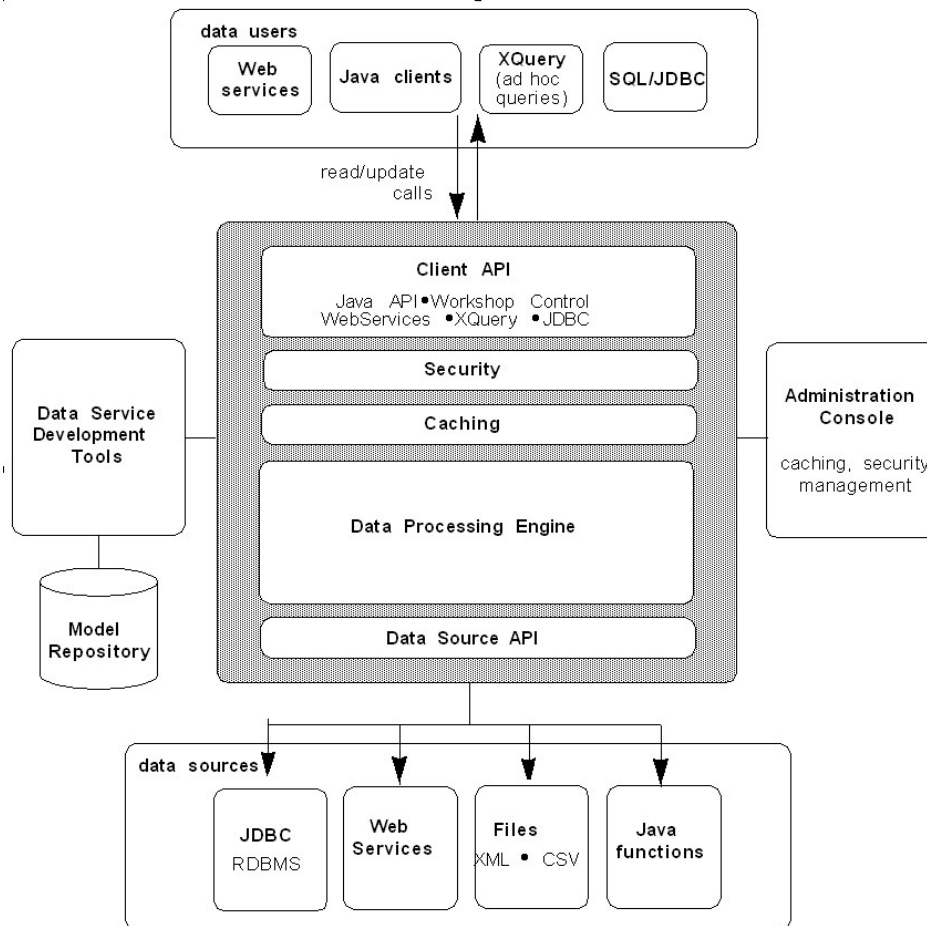 data users
Web
services
Java clients
XQuery
(ad hoc
queries)
SQL/JDBC
read/update
calls
Client API
Java API•Workshop Control
WebServices •XQuery •JDBC
Security
Caching
Data Processing Engine
Data Source API
Data Service
Development
Tools
Model
Repository
Administration
Console
caching, security
management
data sources
JDBC
RDBMS
Web
Services
Files
XML • CSV
Java
functions